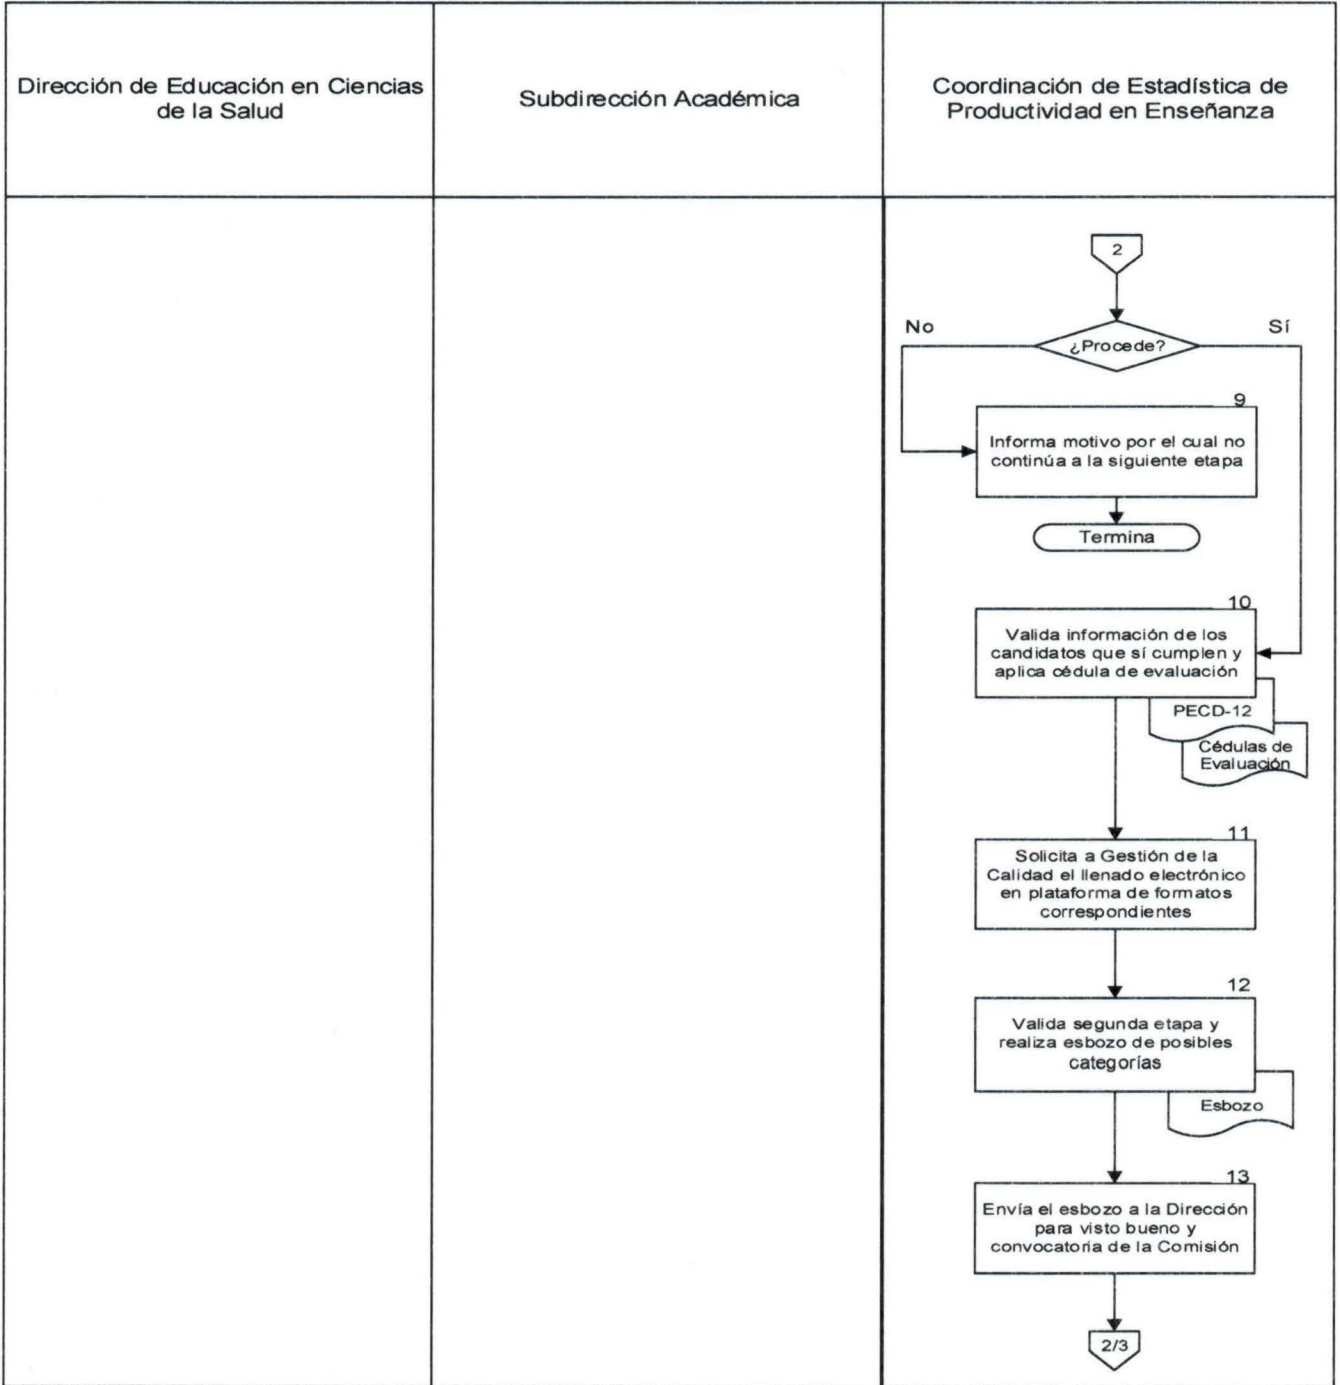 Dirección de Educación en Ciencias
de la Salud
Subdirección Académica
Coordinación de Estadística de
Productividad en Enseñanza
2
No
Sí
¿Procede?
9
Informa motivo por el cual no
continúa a la siguiente etapa
Termina
10
Valida información de los
candidatos que sí cumplen y
aplica cédula de evaluación
PECD-12
Cédulas de
Evaluación
11
Solicita a Gestión de la
Calidad el llenado electrónico
en plataforma de formatos
correspondientes
12
Valida segunda etapa y
realiza esbozo de posibles
categorías
Esbozo
13
Envía el esbozo a la Dirección
para visto bueno y
convocatoria de la Comisión
2/3